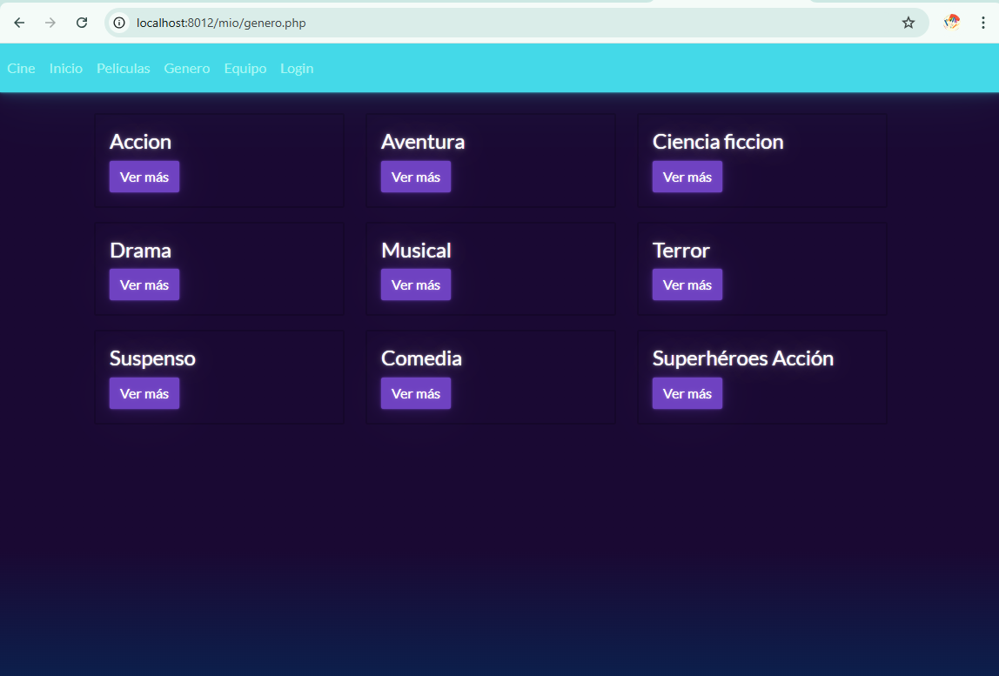 localhost:8012/mio/genero.php
Cine Inicio Peliculas Genero Equipo Login
Accion
Ver más
Aventura
Ver más
Ciencia ficcion
Ver más
Drama
Ver más
Musical
Ver más
Terror
Ver más
Suspenso
Ver más
Comedia
Ver más
Superhéroes Acción
Ver más